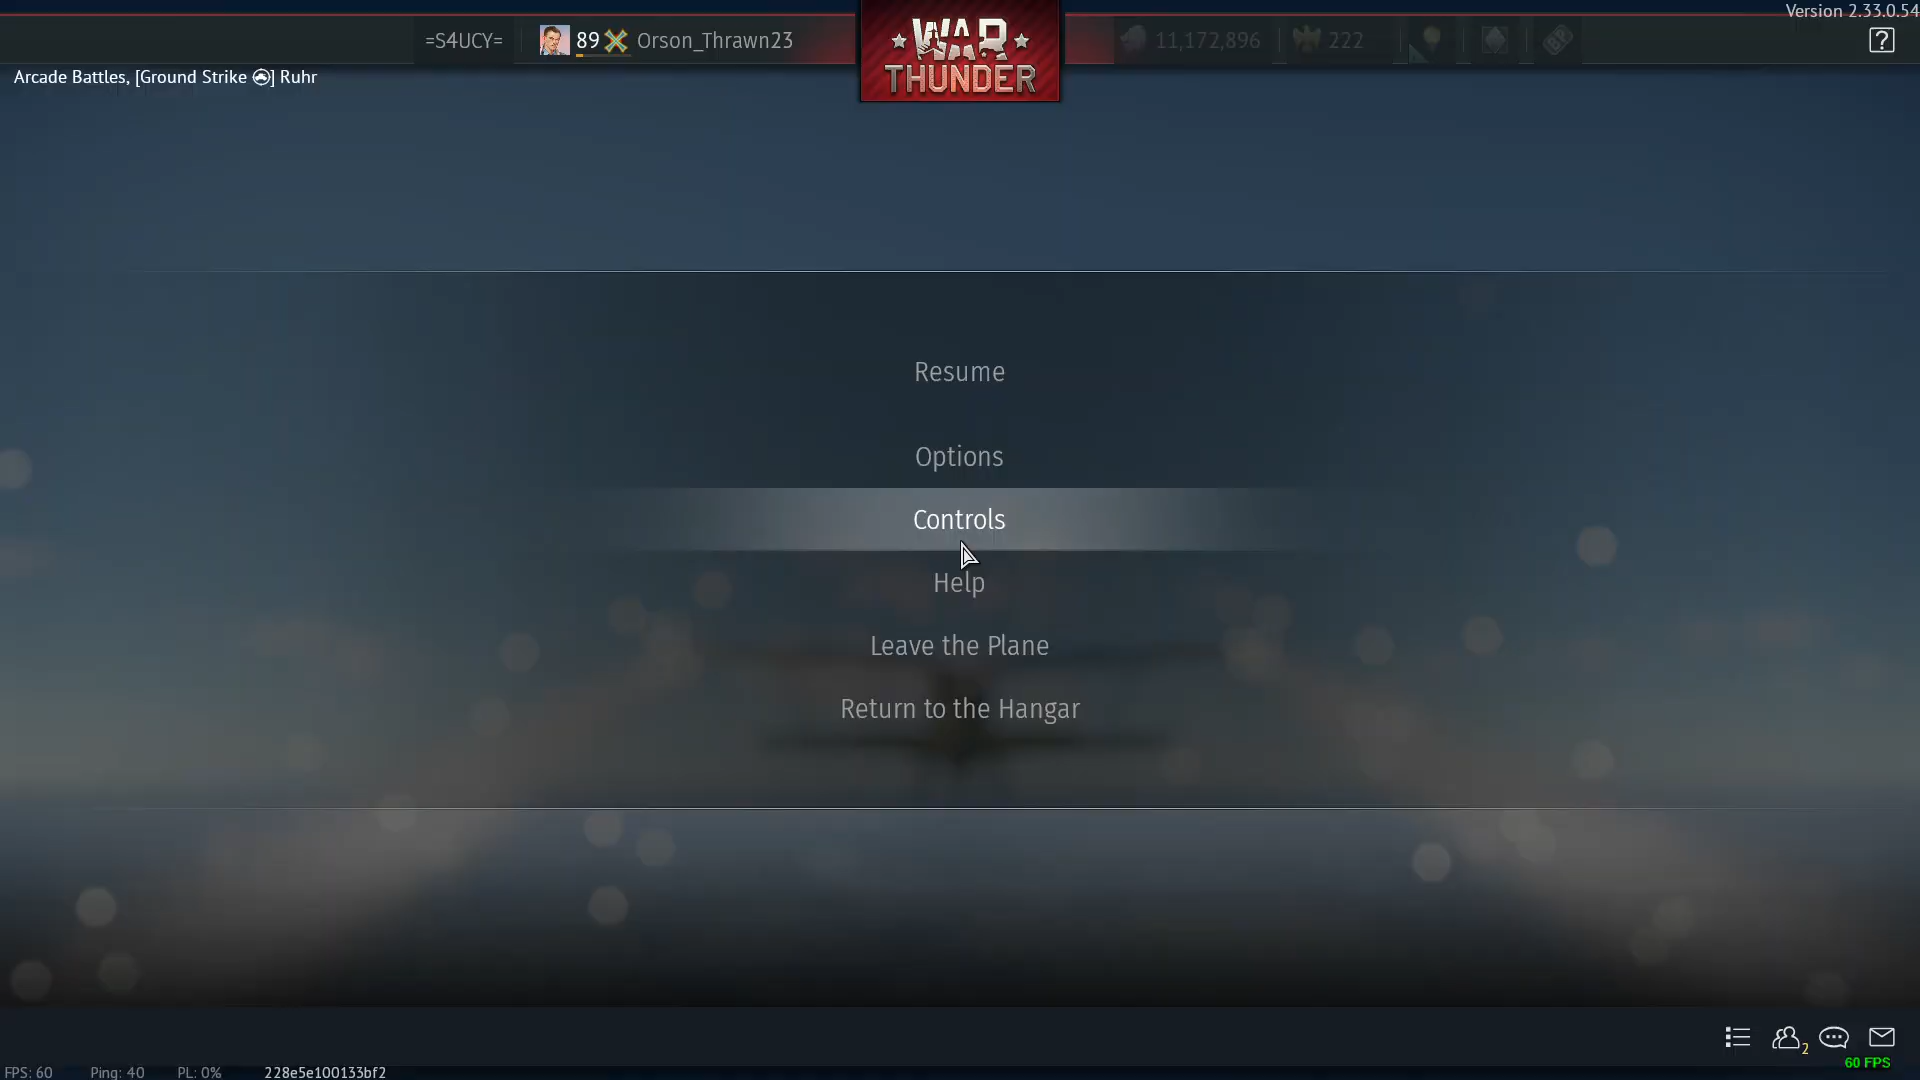 Version 2.33.0.54
=S4UCY= 89 Orson_Thrawn23 WAR THUNDER 11,172,896 222 BP ?
Arcade Battles, [Ground Strike] Ruhr
Resume
Options
Controls
Help
Leave the Plane
Return to the Hangar
2
60 FPS
FPS: 60 Ping: 40 PL: 0% 228e5e100133bf2